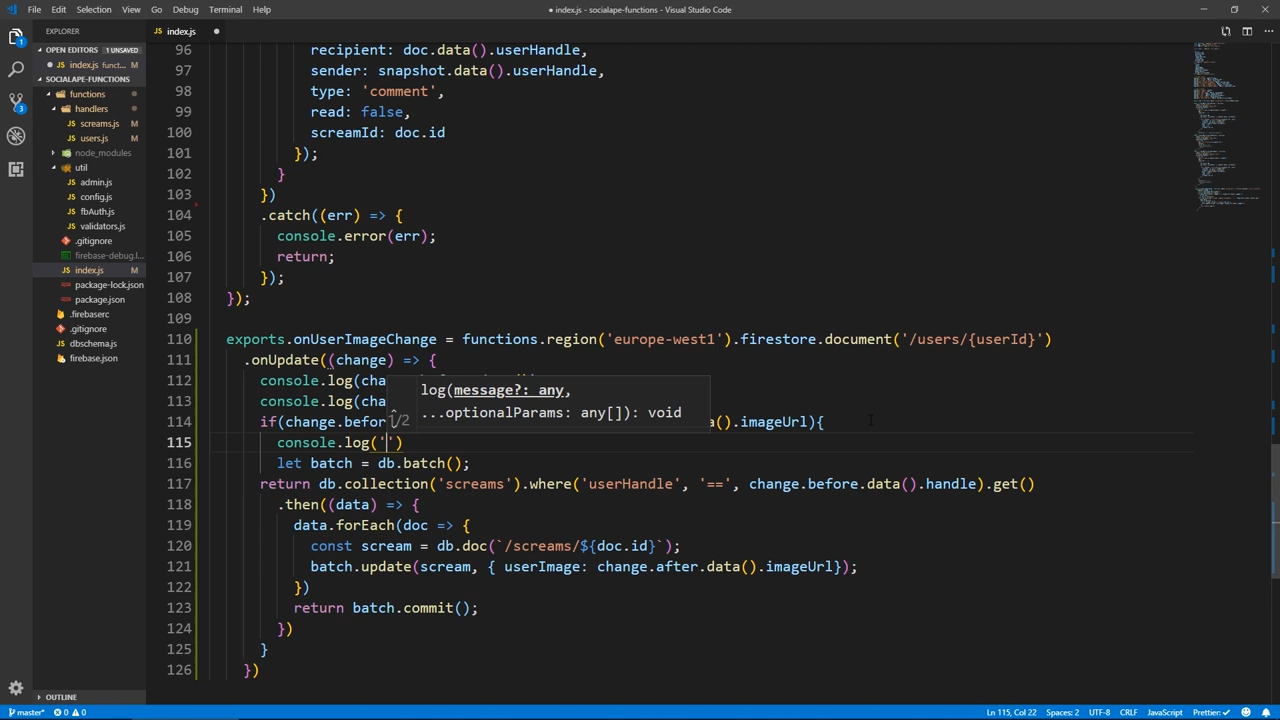 File Edit Selection View Go Debug Terminal Help
● index.js - socialape-functions - Visual Studio Code
EXPLORER
index.js
OPEN EDITORS 1 UNSAVED
index.js funct...
SOCIALAPE-FUNCTIONS
functions
handlers
screams.js M
users.js M
node_modules
util
admin.js
config.js
fbAuth.js
validators.js
.gitignore
firebase-debug.l...
index.js M
package-lock.json
package.json
.firebaserc
.gitignore
dbschema.js
firebase.json
OUTLINE
1
3
96 recipient: doc.data().userHandle,
97 sender: snapshot.data().userHandle,
98 type: 'comment',
99 read: false,
100 screamId: doc.id
101 });
102 }
103 })
104 .catch((err) => {
105 console.error(err);
106 return;
107 });
108 });
109
110 exports.onUserImageChange = functions.region('europe-west1').firestore.document('/users/{userId}')
111 .onUpdate((change) => {
112 console.log(cha
113 console.log(cha
log(message?: any,
1/2 ...optionalParams: any[]): void
114 if(change.befor a().imageUrl){
115 console.log('')
116 let batch = db.batch();
117 return db.collection('screams').where('userHandle', '==', change.before.data().handle).get()
118 .then((data) => {
119 data.forEach(doc => {
120 const scream = db.doc(`/screams/${doc.id}`);
121 batch.update(scream, { userImage: change.after.data().imageUrl});
122 })
123 return batch.commit();
124 })
125 }
126 })
master* 0 0 Ln 115, Col 22 Spaces: 2 UTF-8 CRLF JavaScript Prettier: ✓